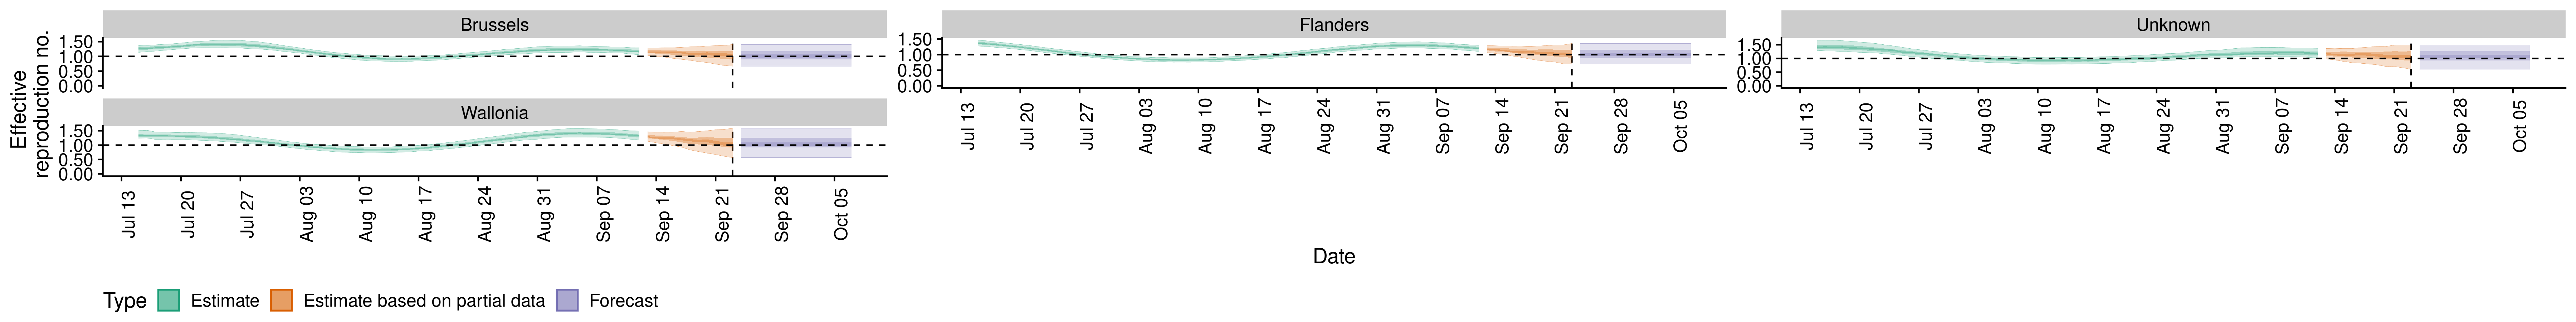 Brussels
Flanders
Unknown
Effective
reproduction no.
1.50
1.00
0.50
0.00
1.50
1.00
0.50
0.00
1.50
1.00
0.50
0.00
Wallonia
1.50
1.00
0.50
0.00
Jul 13 Jul 20 Jul 27 Aug 03 Aug 10 Aug 17 Aug 24 Aug 31 Sep 07 Sep 14 Sep 21 Sep 28 Oct 05
Jul 13 Jul 20 Jul 27 Aug 03 Aug 10 Aug 17 Aug 24 Aug 31 Sep 07 Sep 14 Sep 21 Sep 28 Oct 05
Jul 13 Jul 20 Jul 27 Aug 03 Aug 10 Aug 17 Aug 24 Aug 31 Sep 07 Sep 14 Sep 21 Sep 28 Oct 05
Date
Type Estimate Estimate based on partial data Forecast